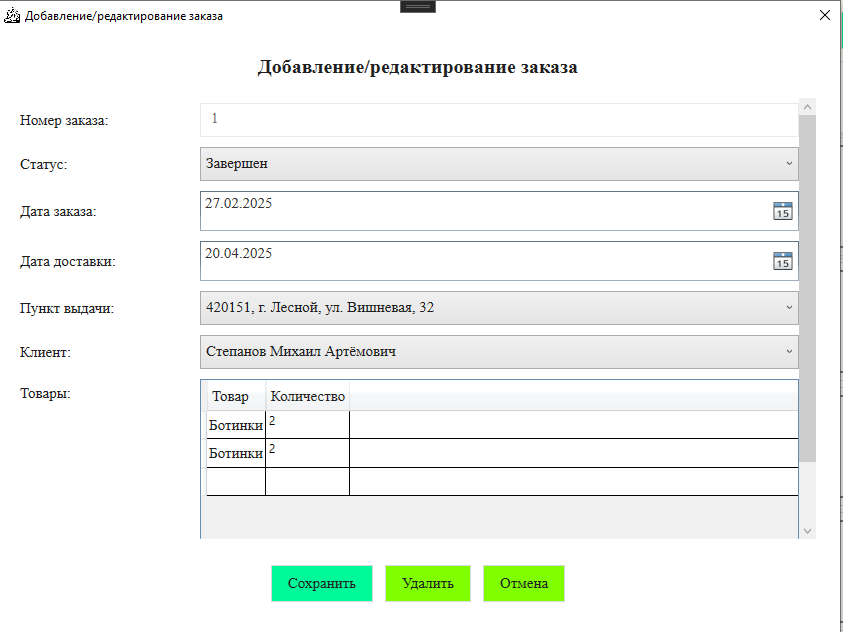 Добавление/редактирование заказа
Добавление/редактирование заказа
Номер заказа: 1
Статус: Завершен
Дата заказа: 27.02.2025 15
Дата доставки: 20.04.2025 15
Пункт выдачи: 420151, г. Лесной, ул. Вишневая, 32
Клиент: Степанов Михаил Артёмович
Товары:
Товар Количество
Ботинки 2
Ботинки 2
Сохранить Удалить Отмена